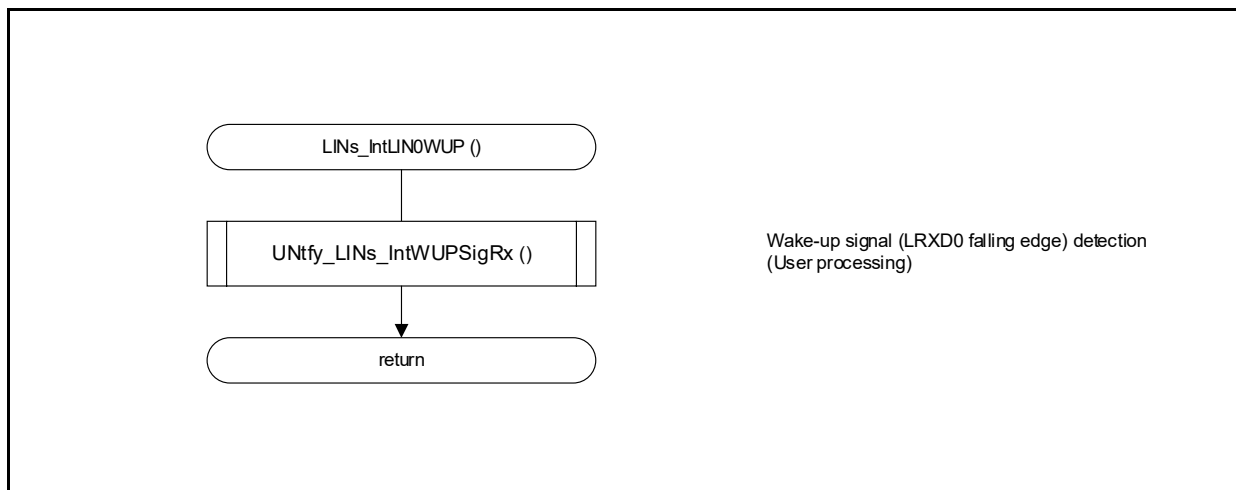 LINs_IntLIN0WUP ()
UNtfy_LINs_IntWUPSigRx ()
Wake-up signal (LRXD0 falling edge) detection
(User processing)
return